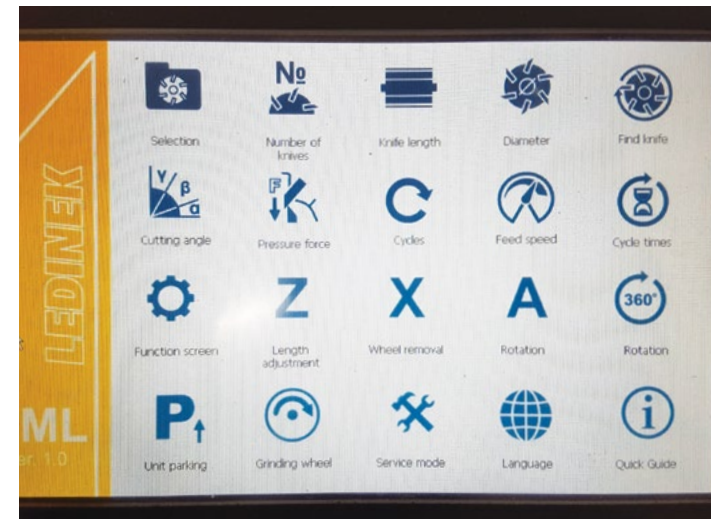 Nº
Selection
Number of
knives
Knife length
Diameter
Find knife
γ
β
α
F
Cutting angle
Pressure force
Cycles
Feed speed
Cycle times
LEDINEK
Z
X
A
360°
Function screen
Length
adjustment
Wheel removal
Rotation
Rotation
ML
er. 1.0
P
i
Unit parking
Grinding wheel
Service mode
Language
Quick Guide